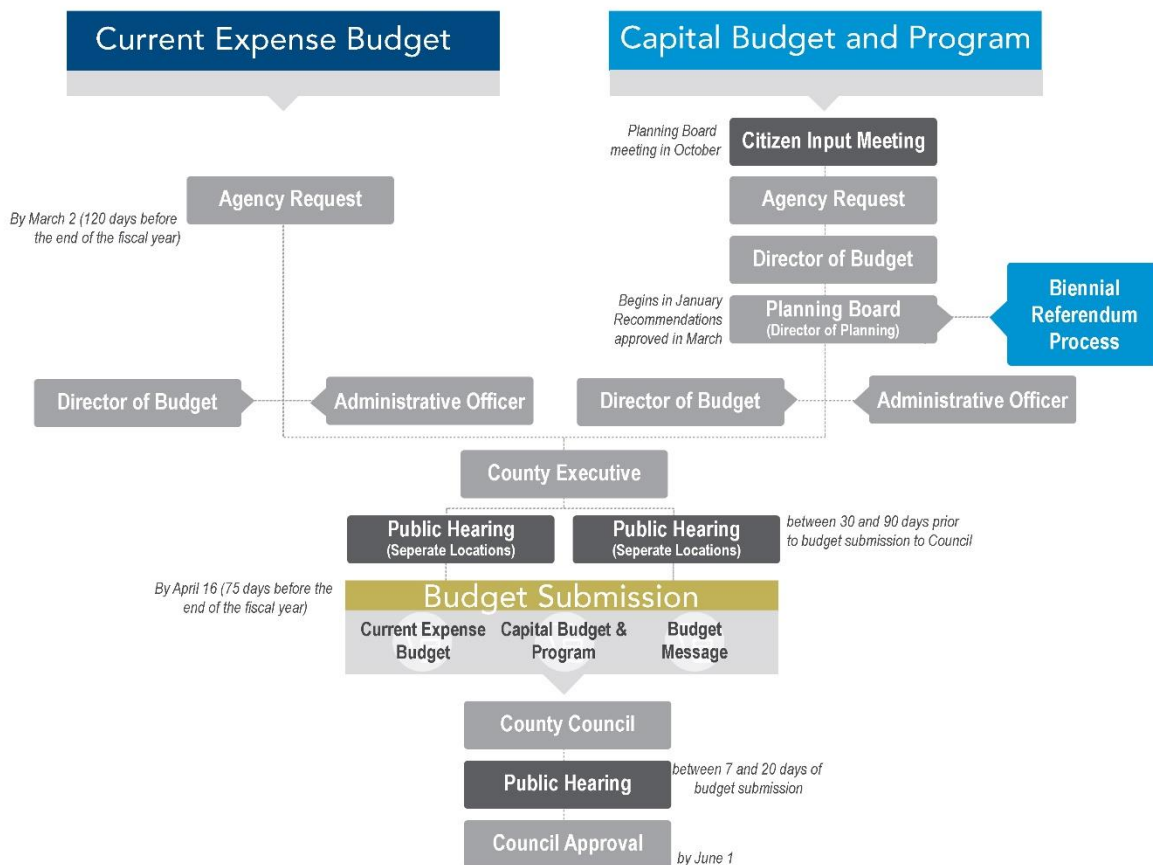 Current Expense Budget
Capital Budget and Program
Planning Board
meeting in October
Citizen Input Meeting
Agency Request
By March 2 (120 days before
the end of the fiscal year)
Agency Request
Director of Budget
Begins in January
Recommendations
approved in March
Planning Board
(Director of Planning)
Biennial
Referendum
Process
Director of Budget
Administrative Officer
Director of Budget
Administrative Officer
County Executive
Public Hearing
(Seperate Locations)
Public Hearing
(Seperate Locations)
between 30 and 90 days prior
to budget submission to Council
By April 16 (75 days before the
end of the fiscal year)
Budget Submission
Current Expense
Budget
Capital Budget &
Program
Budget
Message
County Council
Public Hearing
between 7 and 20 days of
budget submission
Council Approval
by June 1